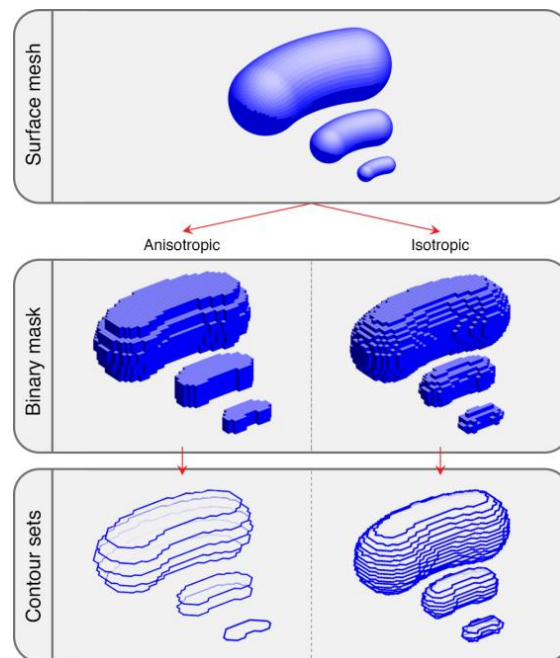 Surface mesh
Anisotropic
Isotropic
Binary mask
Contour sets